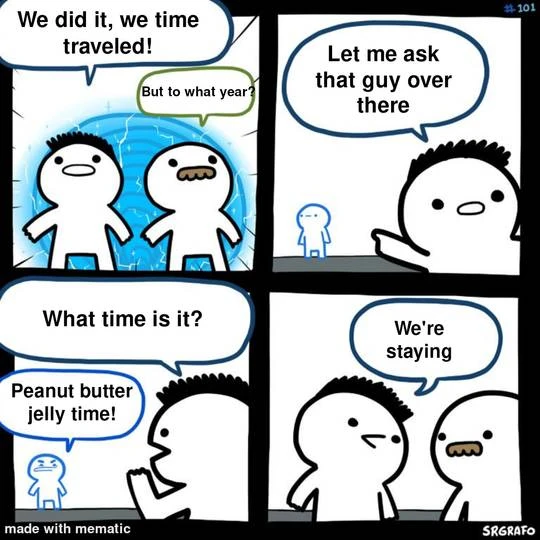 We did it, we time
traveled!
But to what year?
#101
Let me ask
that guy over
there
What time is it?
Peanut butter
jelly time!
We're
staying
made with mematic
SRGRAFO